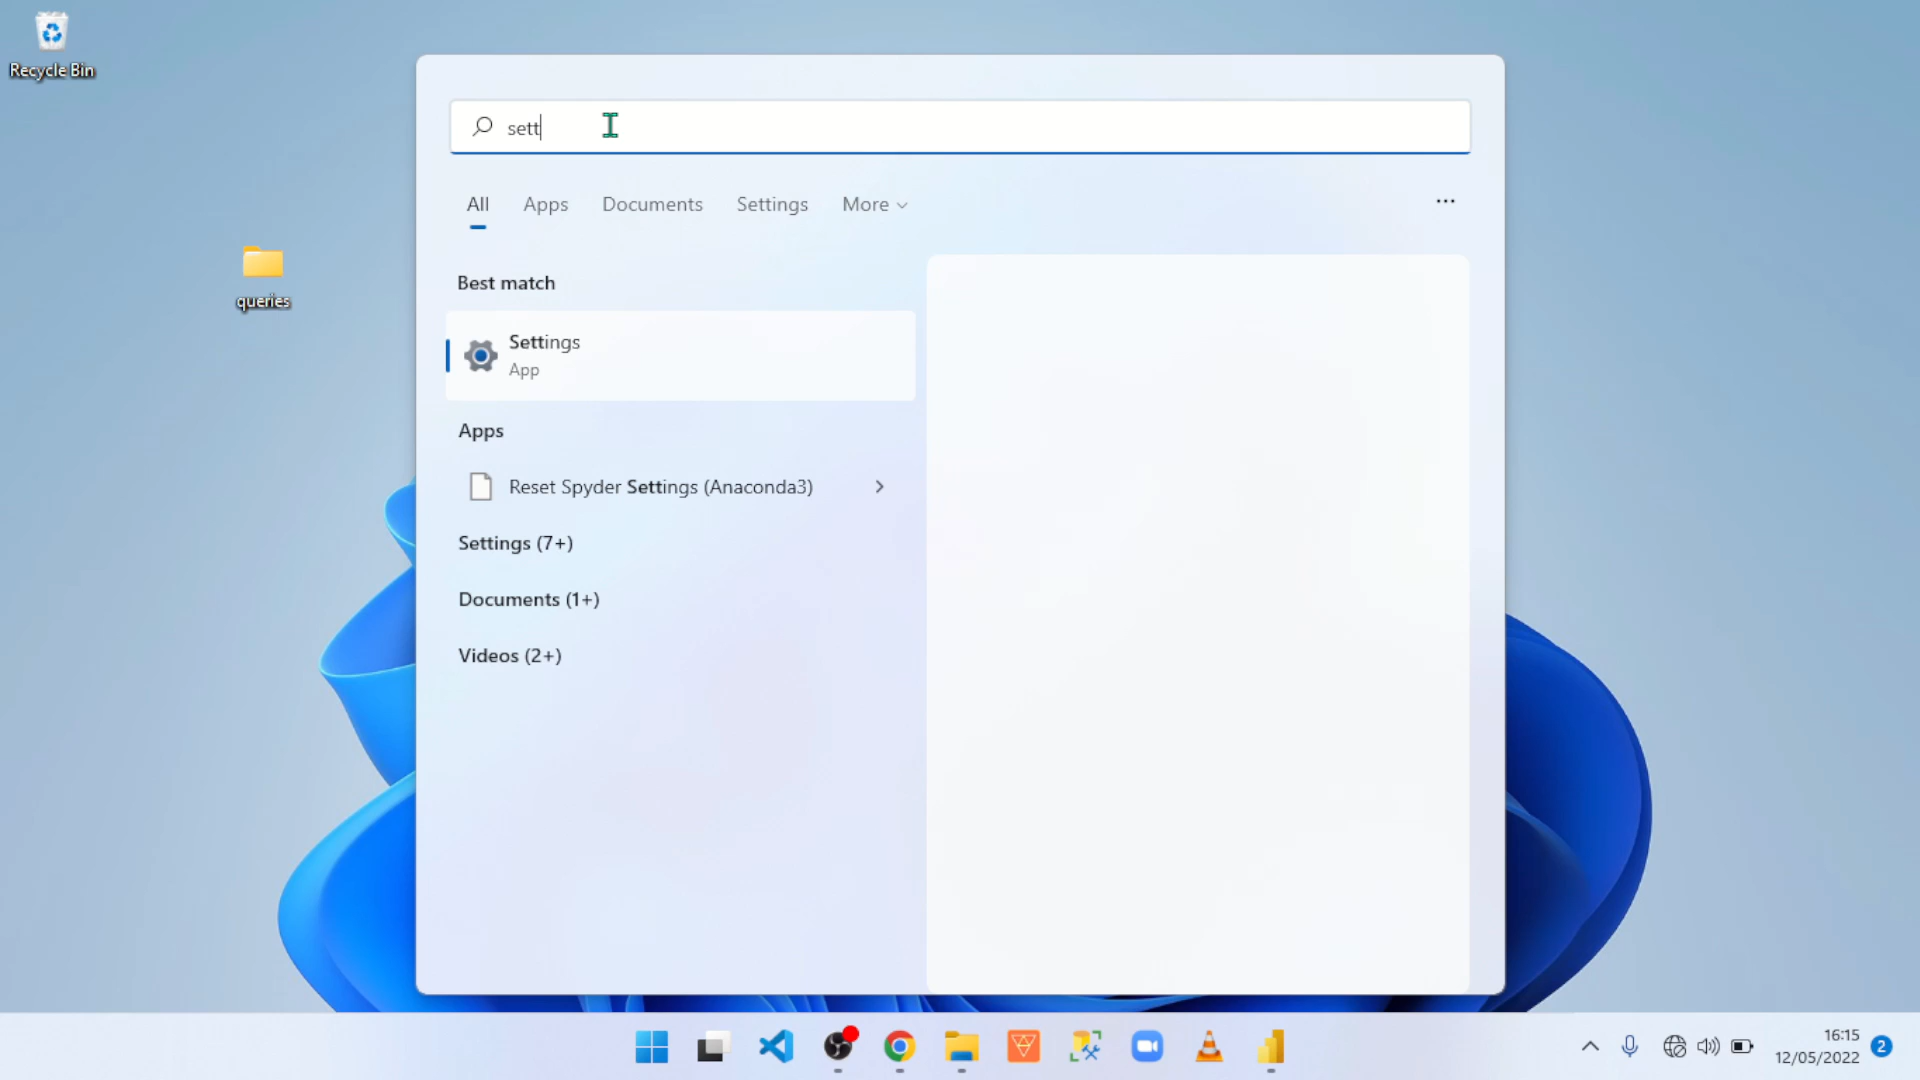 Recycle Bin
queries
sett
All Apps Documents Settings More
Best match
Settings
App
Apps
Reset Spyder Settings (Anaconda3)
Settings (7+)
Documents (1+)
Videos (2+)
16:15
12/05/2022
2